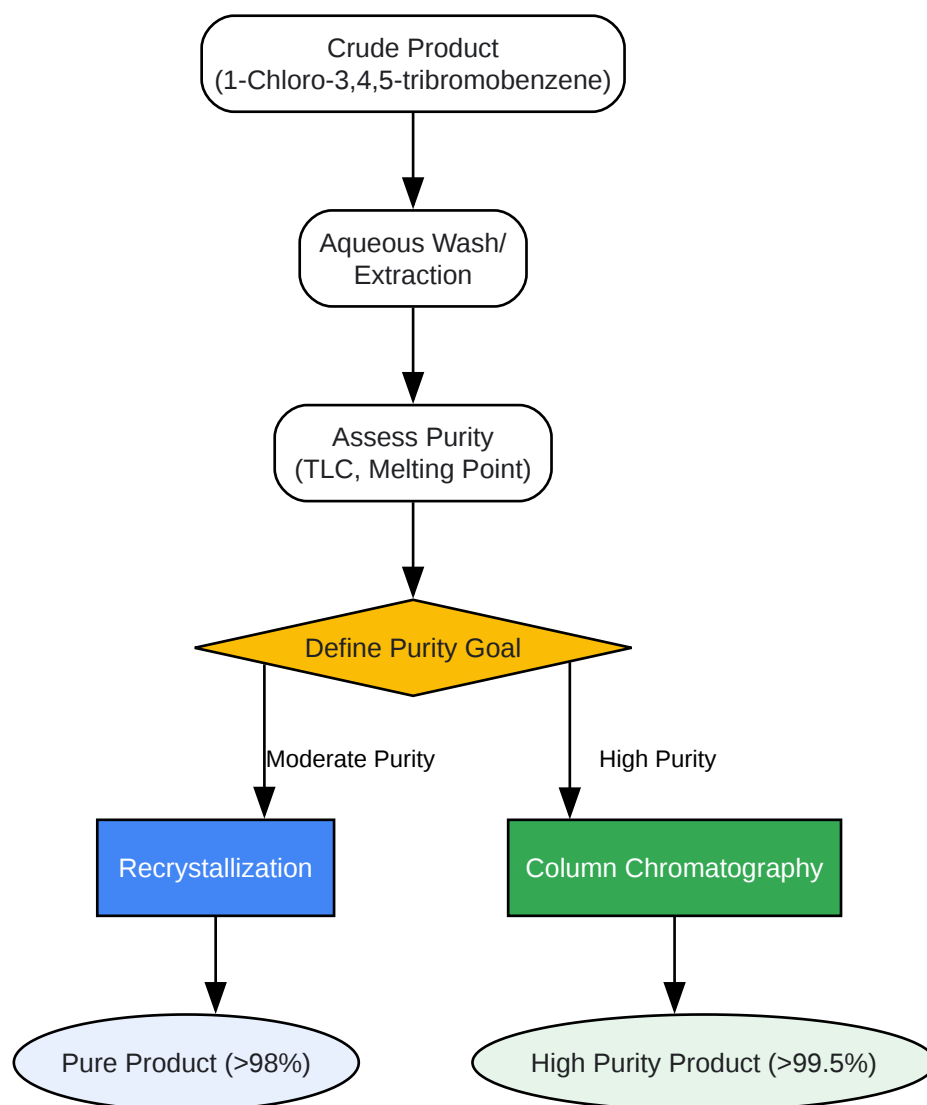 Crude Product
(1-Chloro-3,4,5-tribromobenzene)
Aqueous Wash/
Extraction
Assess Purity
(TLC, Melting Point)
Define Purity Goal
Moderate Purity
High Purity
Recrystallization
Column Chromatography
Pure Product (>98%)
High Purity Product (>99.5%)